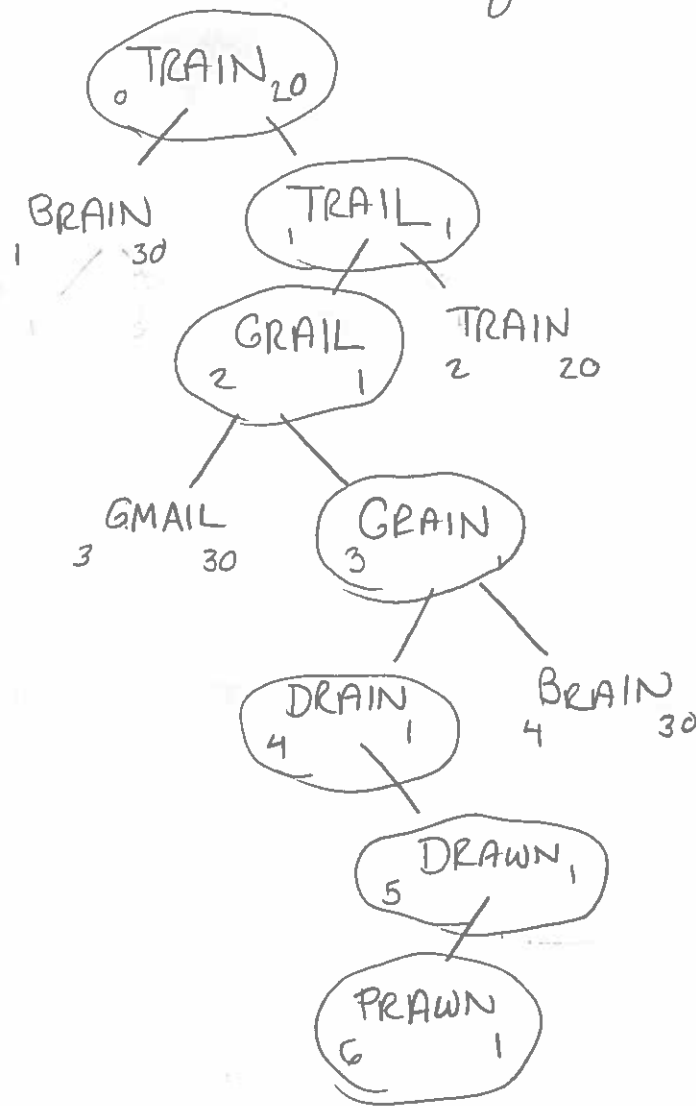 TRAIN
0 20
BRAIN
1 30
TRAIL
1 1
GRAIL
2 1
TRAIN
2 20
GMAIL
3 30
GRAIN
3 1
DRAIN
4 1
BRAIN
4 30
DRAWN
5 1
PRAWN
6 1